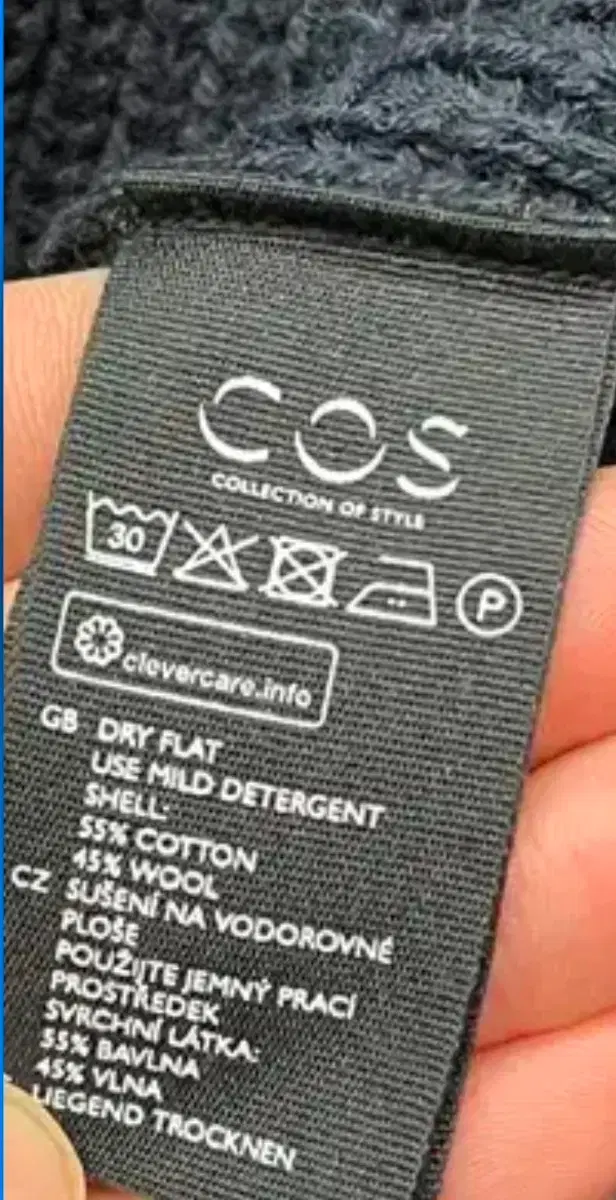 COS
COLLECTION OF STYLE
30 P
clevercare.info
GB DRY FLAT
USE MILD DETERGENT
SHELL:
55% COTTON
45% WOOL
CZ SUŠENÍ NA VODOROVNÉ
PLOŠE
POUŽIJTE JEMNÝ PRACÍ
PROSTŘEDEK
SVRCHNÍ LÁTKA:
55% BAVLNA
45% VLNA
LIEGEND TROCKNEN